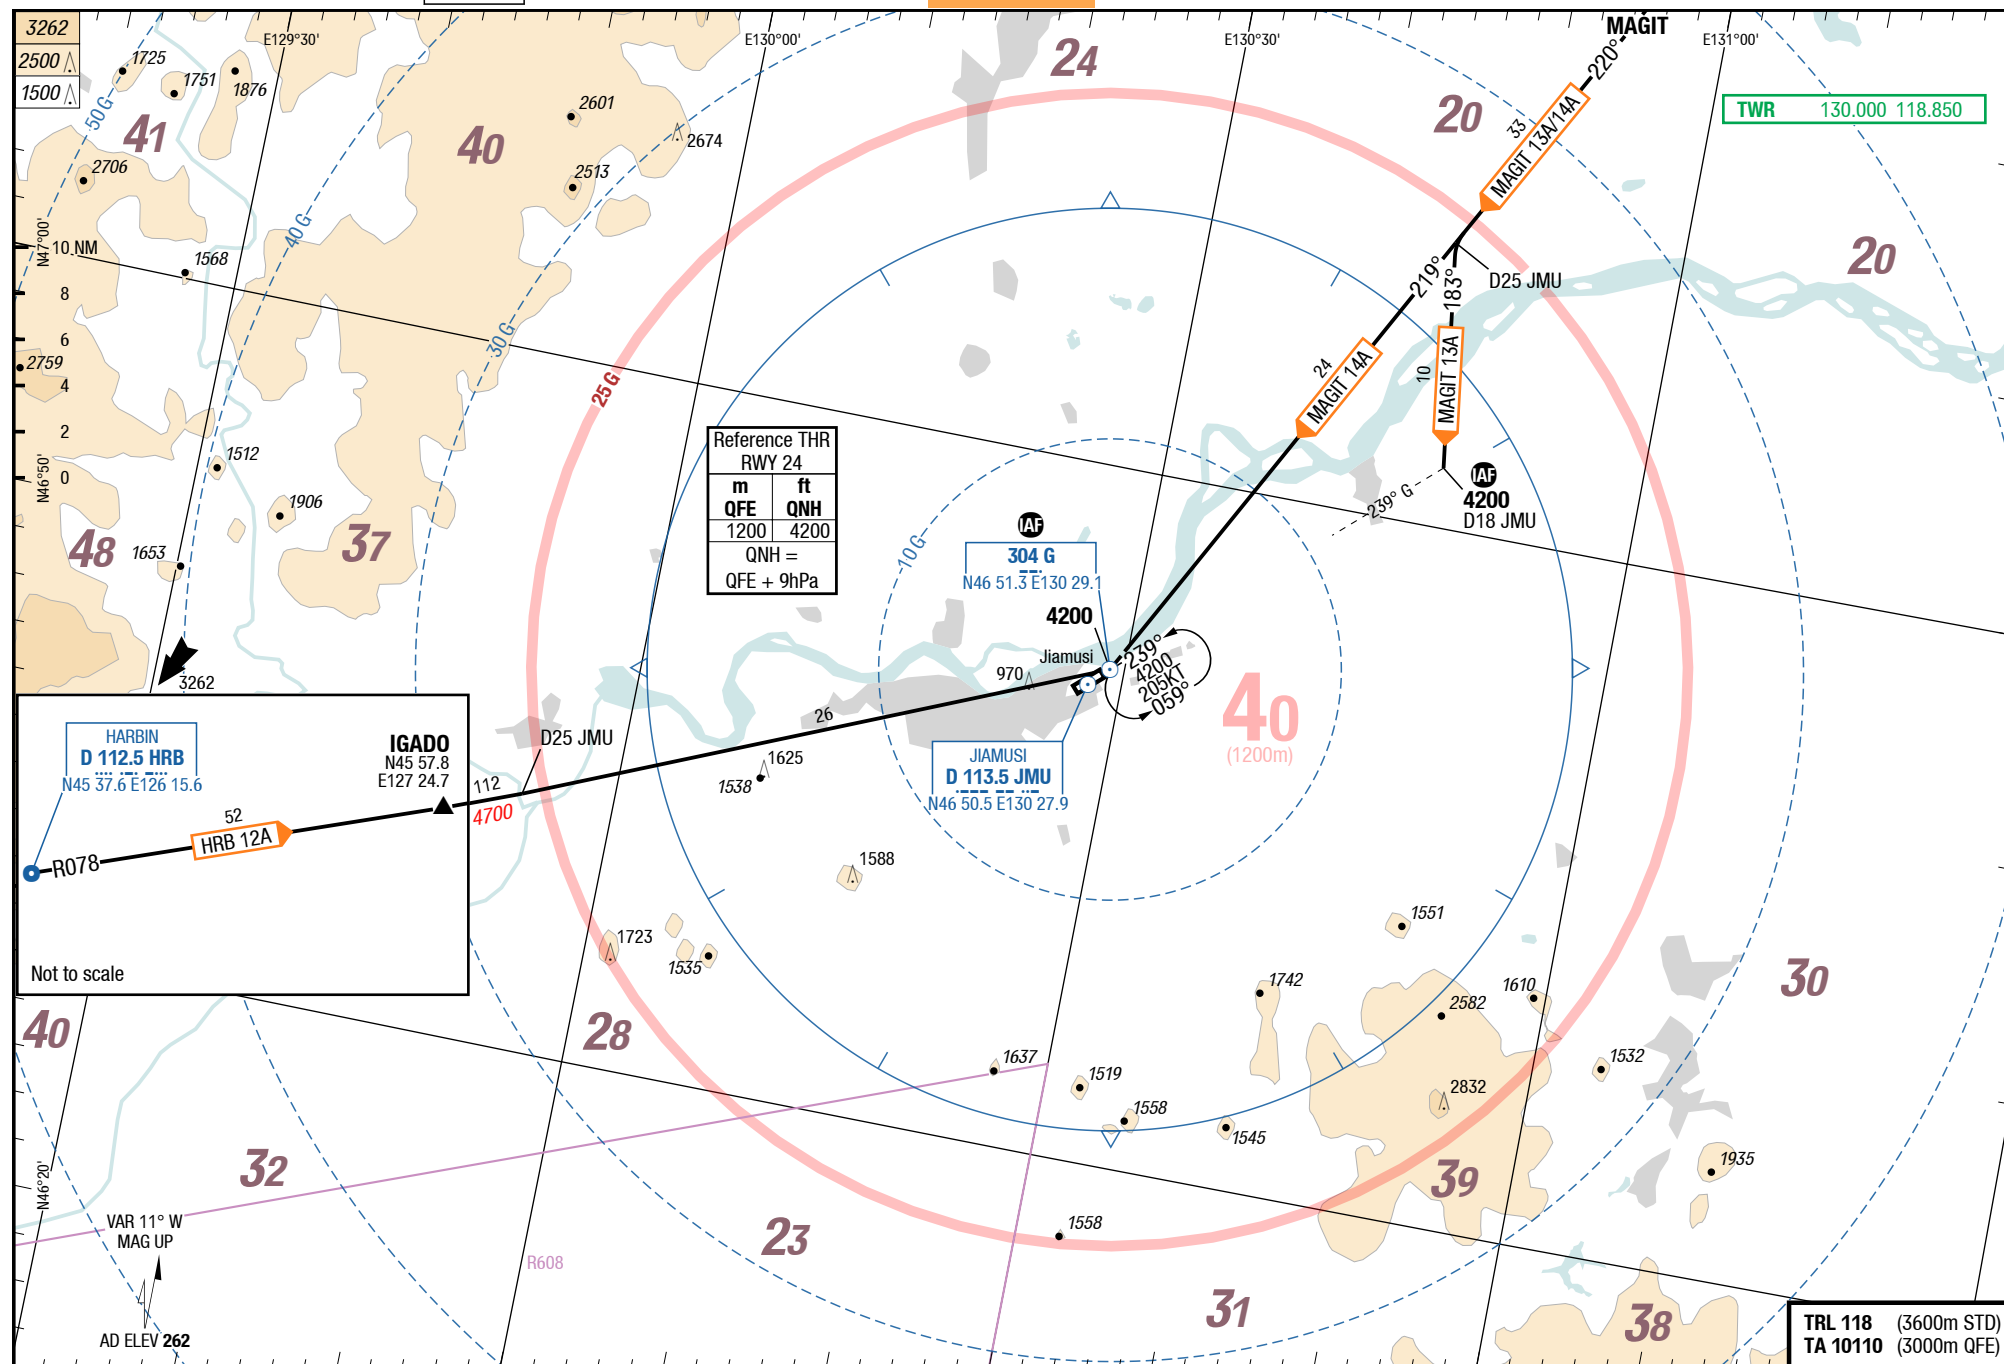 3262
2500
1500
E129°30'
E130°00'
E130°30'
MAGIT
E131°00'
TWR 130.000 118.850
220°
33
MAGIT 13A/14A
1725
1751
1876
50 G
41
2706
40
2601
2674
2513
24
20
20
N47°00'
10 NM
8
6
4
2
0
N46°50'
1568
40 G
30 G
2759
25 G
219°
183°
D25 JMU
24
MAGIT 14A
10
MAGIT 13A
1512
1906
48
37
1653
Reference THR
RWY 24
m ft
QFE QNH
1200 4200
QNH =
QFE + 9hPa
10 G
IAF
304 G
N46 51.3 E130 29.1
4200
IAF
4200
D18 JMU
239° G
Jiamusi
970
239°
4200
205KT
059°
40
(1200m)
3262
HARBIN
D 112.5 HRB
N45 37.6 E126 15.6
IGADO
N45 57.8
E127 24.7
52
HRB 12A
R078
Not to scale
112
4700
D25 JMU
26
1625
1538
JIAMUSI
D 113.5 JMU
N46 50.5 E130 27.9
1588
1723
1535
1551
1742
2582
1610
30
40
28
1637
1519
1558
1545
2832
1532
1935
39
N46°20'
32
23
1558
R608
31
38
VAR 11° W
MAG UP
AD ELEV 262
TRL 118 (3600m STD)
TA 10110 (3000m QFE)